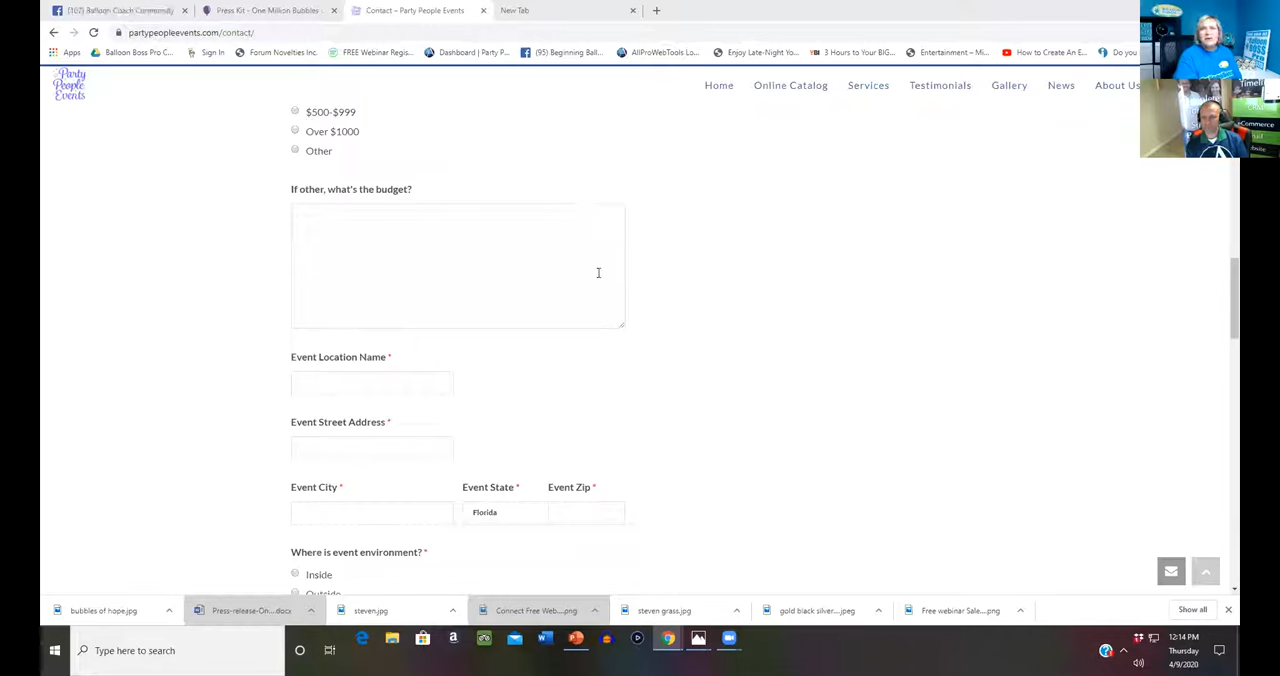 (107) Balloon Coach Community
Press Kit - One Million Bubbles
Contact – Party People Events
New Tab
partypeopleevents.com/contact/
Apps
Balloon Boss Pro C...
Sign In
Forum Novelties Inc.
FREE Webinar Regis...
Dashboard | Party P...
(95) Beginning Ball...
AllProWebTools Lo...
Enjoy Late-Night Yo...
3 Hours to Your BIG...
Entertainment – Mi...
How to Create An E...
Do you
Party
People
Events
Home
Online Catalog
Services
Testimonials
Gallery
News
About Us
Timeli
CRM
eCommerce
$500-$999
Over $1000
Other
If other, what's the budget?
Event Location Name *
Event Street Address *
Event City *
Event State *
Event Zip *
Florida
Where is event environment? *
Inside
Outside
bubbles of hope.jpg
Press-release-On....docx
steven.jpg
Connect Free Web....png
steven grass.jpg
gold black silver....jpeg
Free webinar Sale....png
Show all
Type here to search
12:14 PM
Thursday
4/9/2020